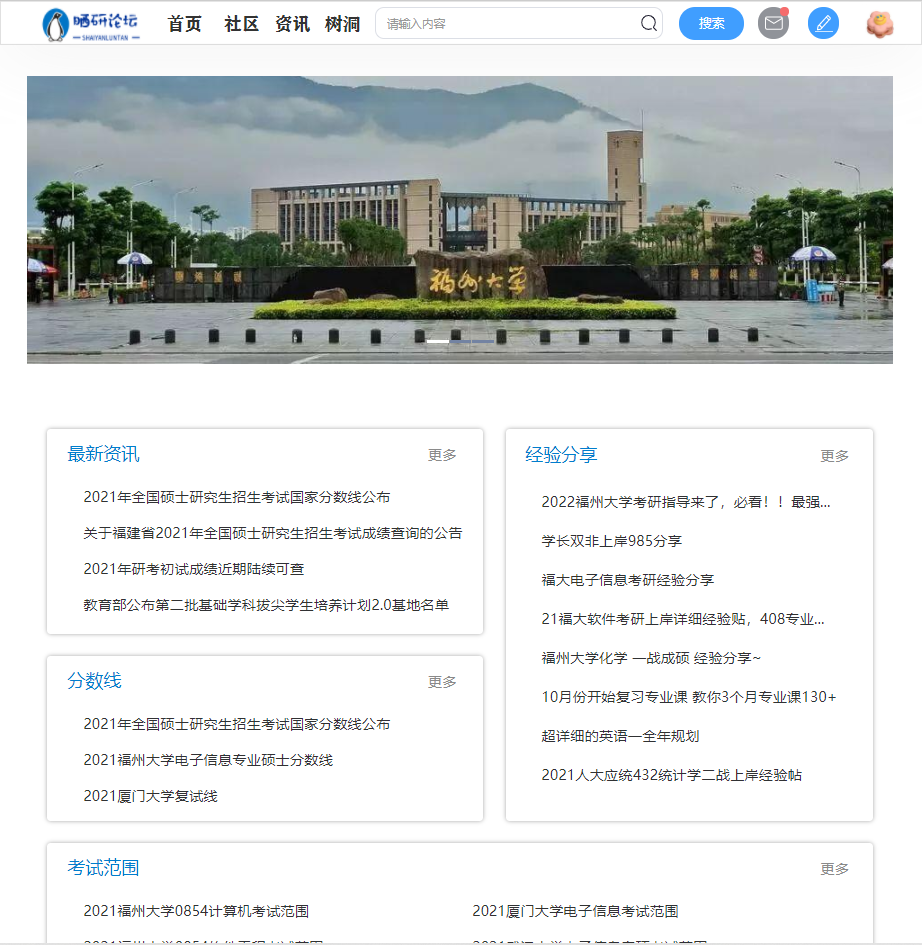 晒研论坛
SHAIYANLUNTAN
首页 社区 资讯 树洞 请输入内容 搜索
福州大学
最新资讯 更多
2021年全国硕士研究生招生考试国家分数线公布
关于福建省2021年全国硕士研究生招生考试成绩查询的公告
2021年研考初试成绩近期陆续可查
教育部公布第二批基础学科拔尖学生培养计划2.0基地名单
分数线 更多
2021年全国硕士研究生招生考试国家分数线公布
2021福州大学电子信息专业硕士分数线
2021厦门大学复试线
经验分享 更多
2022福州大学考研指导来了，必看！！最强...
学长双非上岸985分享
福大电子信息考研经验分享
21福大软件考研上岸详细经验贴，408专业...
福州大学化学 一战成硕 经验分享~
10月份开始复习专业课 教你3个月专业课130+
超详细的英语一全年规划
2021人大应统432统计学二战上岸经验帖
考试范围 更多
2021福州大学0854计算机考试范围 2021厦门大学电子信息考试范围